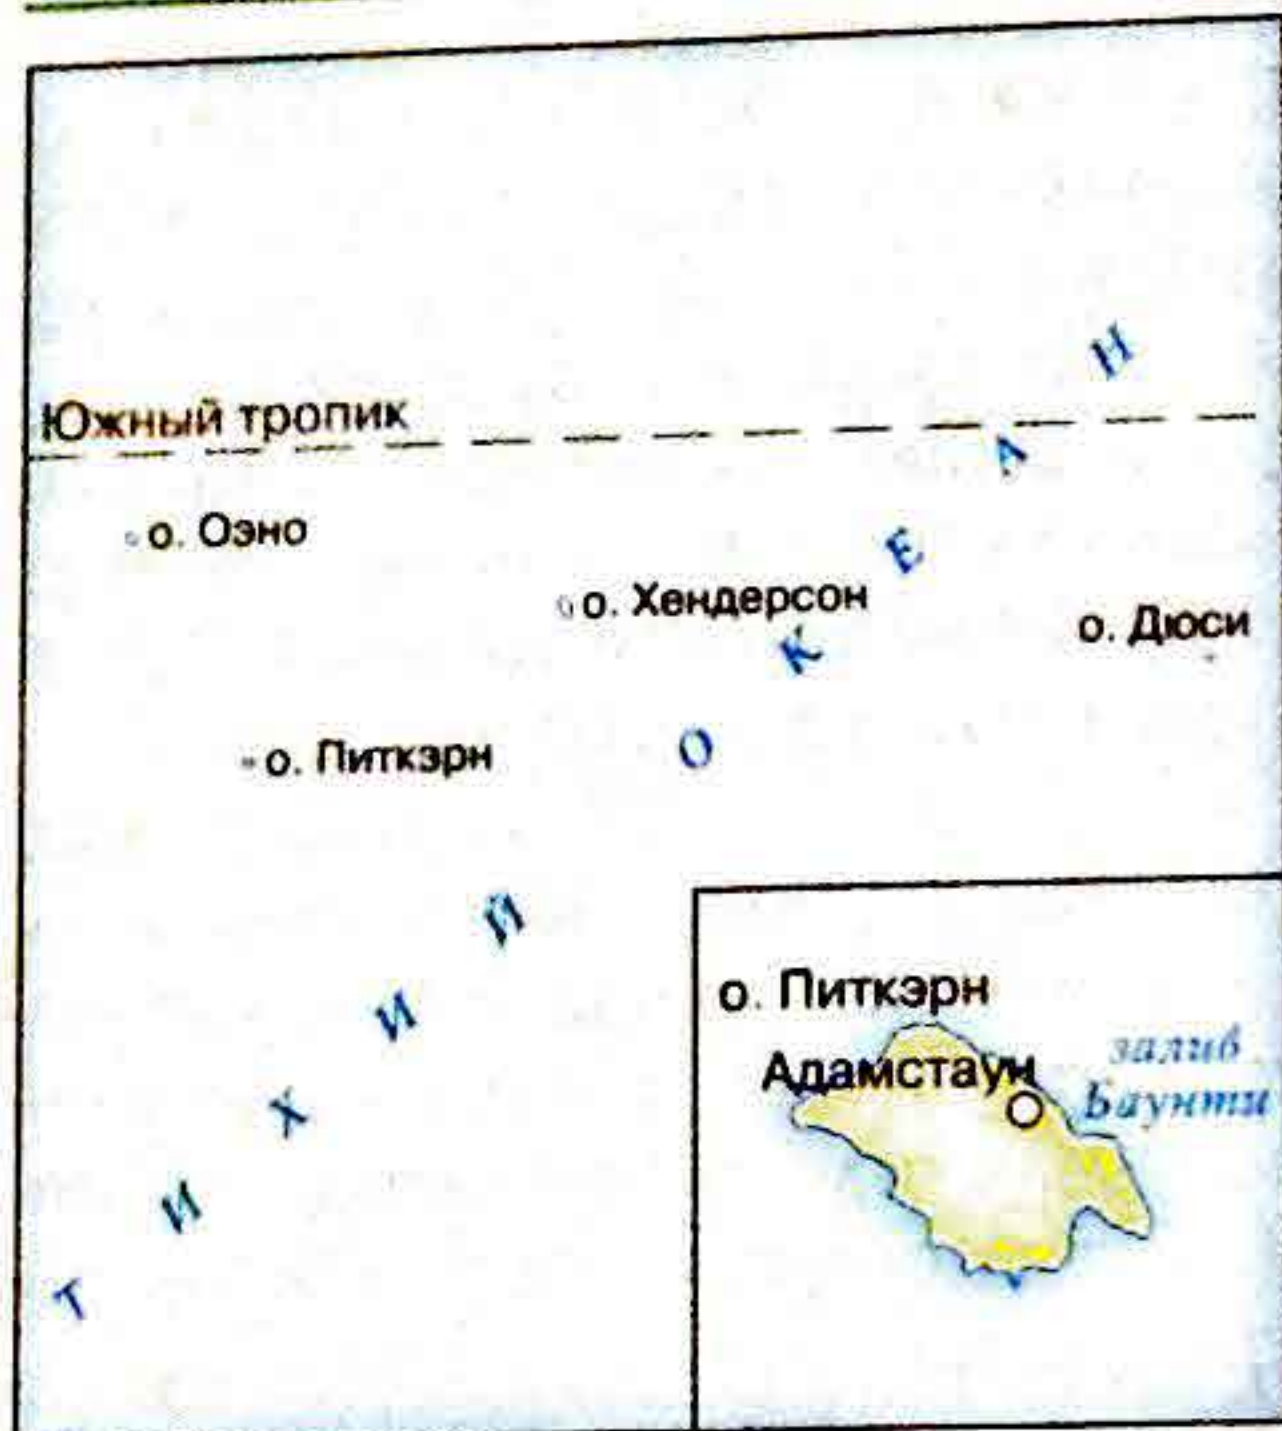 Южный тропик
о. Оэно
о. Хендерсон
о. Дюси
о. Питкэрн
ТИХИЙ ОКЕАН
о. Питкэрн
Адамстаун
залив
Баунти